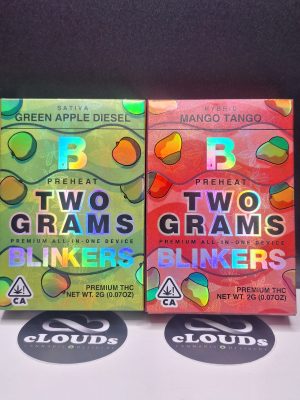 SATIVA
GREEN APPLE DIESEL
B
PREHEAT
TWO
GRAMS
PREMIUM ALL-IN-ONE DEVICE
BLINKERS
CA
PREMIUM THC
NET WT. 2G (0.07OZ)
HYBRID
MANGO TANGO
B
PREHEAT
TWO
GRAMS
PREMIUM ALL-IN-ONE DEVICE
BLINKERS
CA
PREMIUM THC
NET WT. 2G (0.07OZ)
cLOUDs
cLOUDs